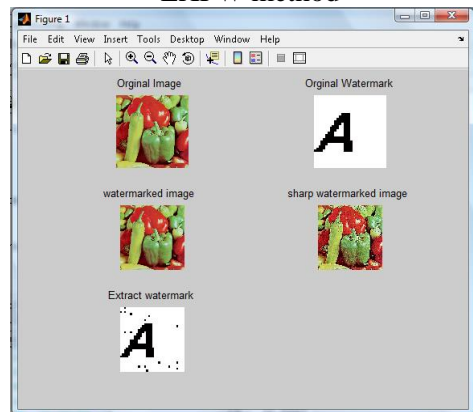 Figure 1
File Edit View Insert Tools Desktop Window Help
Orginal Image Orginal Watermark
A
watermarked image sharp watermarked image
Extract watermark
A